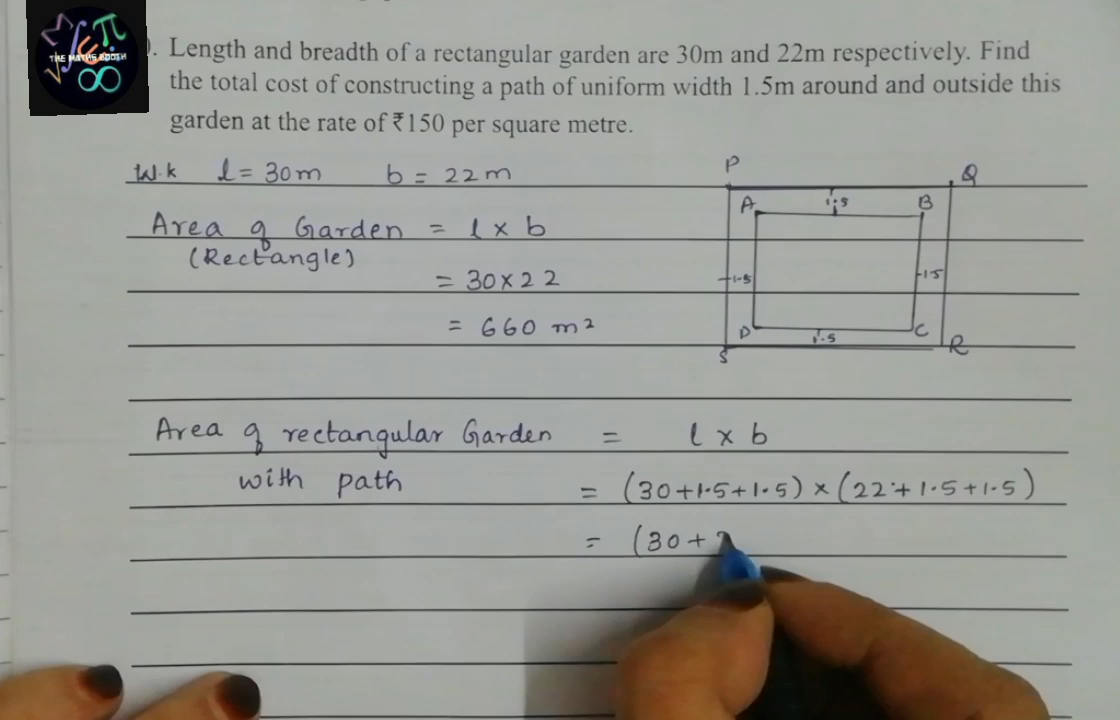 THE MATHS BOOTH
Length and breadth of a rectangular garden are 30m and 22m respectively. Find
the total cost of constructing a path of uniform width 1.5m around and outside this
garden at the rate of ₹150 per square metre.
W.k l = 30m b = 22m
Area of Garden = l × b
(Rectangle)
= 30×22
= 660 m²
P Q
A 1.5 B
1.5 1.5
D 1.5 C
S R
Area of rectangular Garden = l × b
with path = (30+1.5+1.5) × (22+1.5+1.5)
= (30+